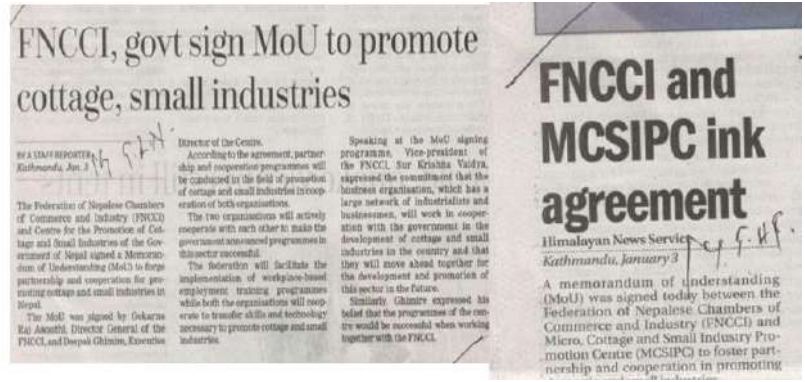 FNCCI, govt sign MoU to promote
cottage, small industries
BY A STAFF REPORTER
Kathmandu, Jan. 3
The Federation of Nepalese Chambers
of Commerce and Industry (FNCCI)
and Centre for the Promotion of Cot-
tage and Small Industries of the Gov-
ernment of Nepal signed a Memoran-
dum of Understanding (MoU) to forge
partnership and cooperation for pro-
moting cottage and small industries in
Nepal.
The MoU was signed by Gokarna
Raj Awasthi, Director General of the
FNCCI, and Deepak Ghimire, Executive
Director of the Centre.
According to the agreement, partner-
ship and cooperation programmes will
be conducted in the field of promotion
of cottage and small industries in coop-
eration of both organisations.
The two organisations will actively
cooperate with each other to make the
government announced programmes in
this sector successful.
The federation will facilitate the
implementation of workplace-based
employment training programmes
while both the organisations will coop-
erate to transfer skills and technology
necessary to promote cottage and small
industries.
Speaking at the MoU signing
programme, Vice-president of
the FNCCI, Sur Krishna Vaidya,
expressed the commitment that the
business organisation, which has a
large network of industrialists and
businessmen, will work in cooper-
ation with the government in the
development of cottage and small
industries in the country and that
they will move ahead together for
the development and promotion of
this sector in the future.
Similarly, Ghimire expressed his
belief that the programmes of the cen-
tre would be successful when working
together with the FNCCI.
FNCCI and
MCSIPC ink
agreement
Himalayan News Service
Kathmandu, January 3
A memorandum of understanding
(MoU) was signed today between the
Federation of Nepalese Chambers of
Commerce and Industry (FNCCI) and
Micro, Cottage and Small Industry Pro-
motion Centre (MCSIPC) to foster part-
nership and cooperation in promoting